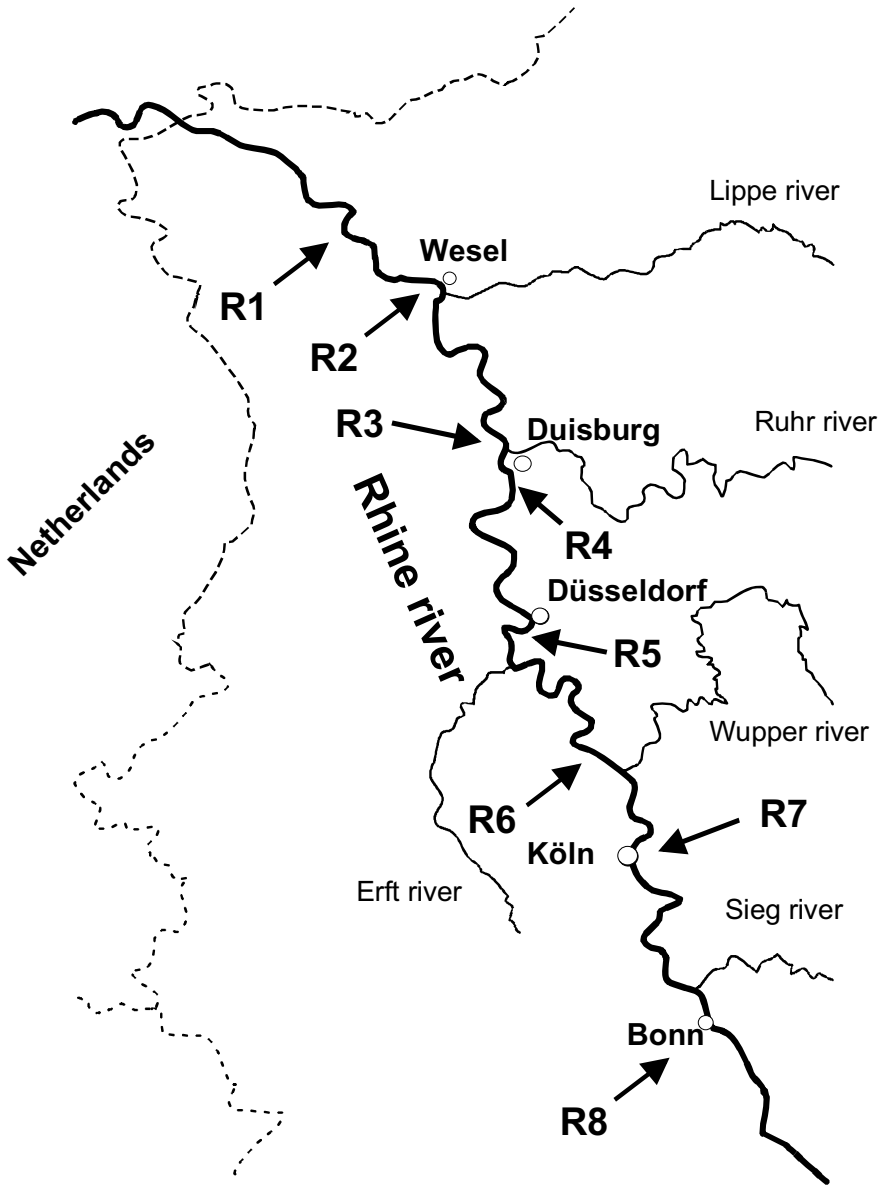 Lippe river
Wesel
R1
R2
R3
Duisburg
Ruhr river
Netherlands
Rhine river
R4
Düsseldorf
R5
Wupper river
R6
R7
Köln
Erft river
Sieg river
Bonn
R8